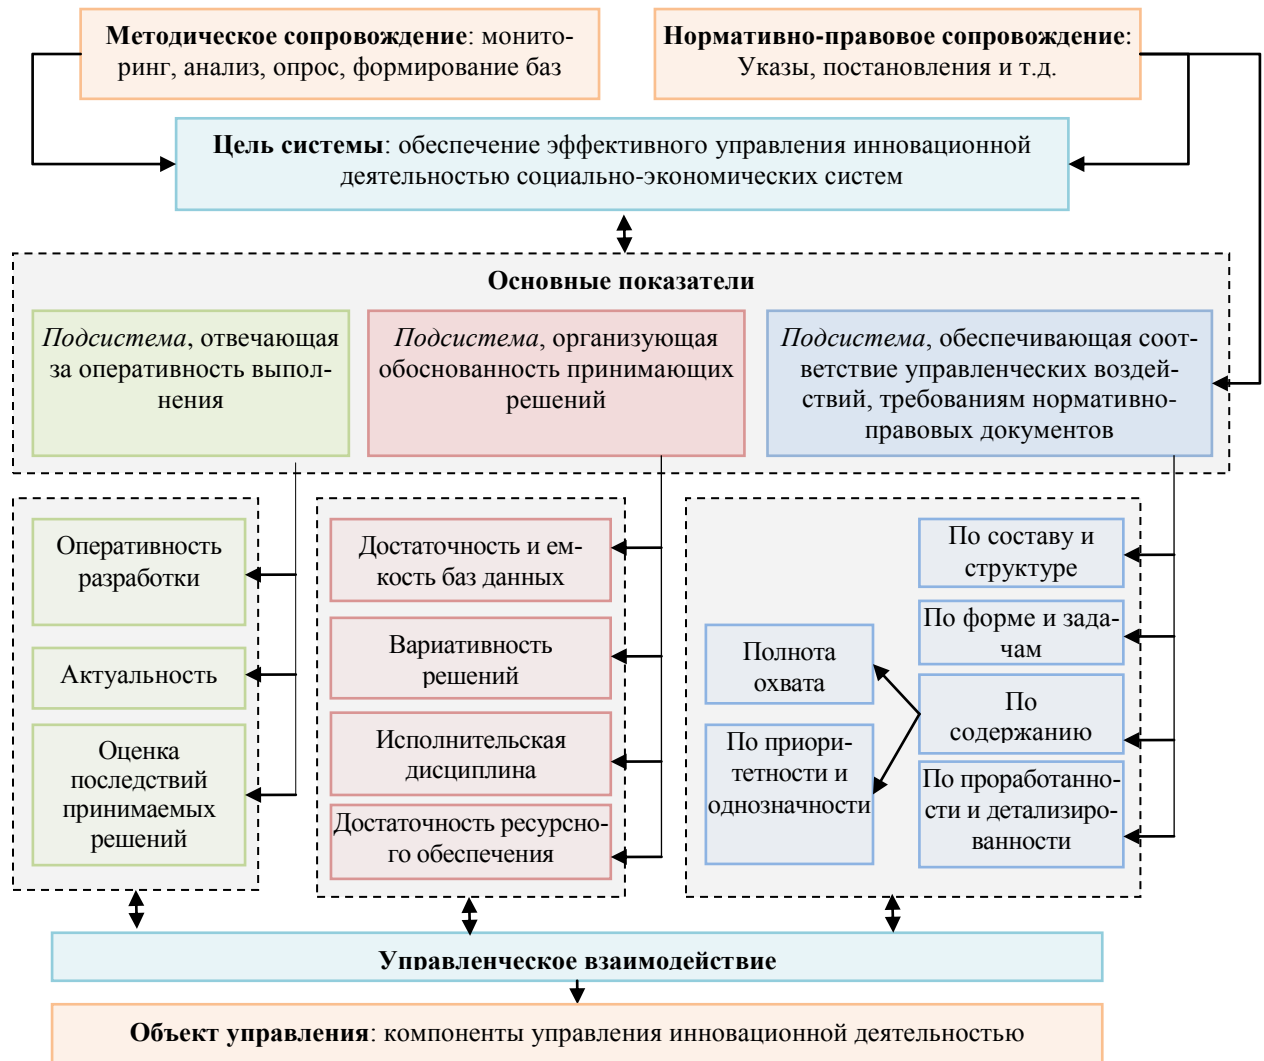 Методическое сопровождение: монито-
ринг, анализ, опрос, формирование баз
Нормативно-правовое сопровождение:
Указы, постановления и т.д.
Цель системы: обеспечение эффективного управления инновационной
деятельностью социально-экономических систем
Основные показатели
Подсистема, отвечающая
за оперативность выпол-
нения
Подсистема, организующая
обоснованность принимающих
решений
Подсистема, обеспечивающая соот-
ветствие управленческих воздей-
ствий, требованиям нормативно-
правовых документов
Оперативность
разработки
Актуальность
Оценка
последствий
принимаемых
решений
Достаточность и ем-
кость баз данных
Вариативность
решений
Исполнительская
дисциплина
Достаточность ресурсно-
го обеспечения
Полнота
охвата
По приори-
тетности и
однозначности
По составу и
структуре
По форме и зада-
чам
По
содержанию
По проработанно-
сти и детализиро-
ванности
Управленческое взаимодействие
Объект управления: компоненты управления инновационной деятельностью